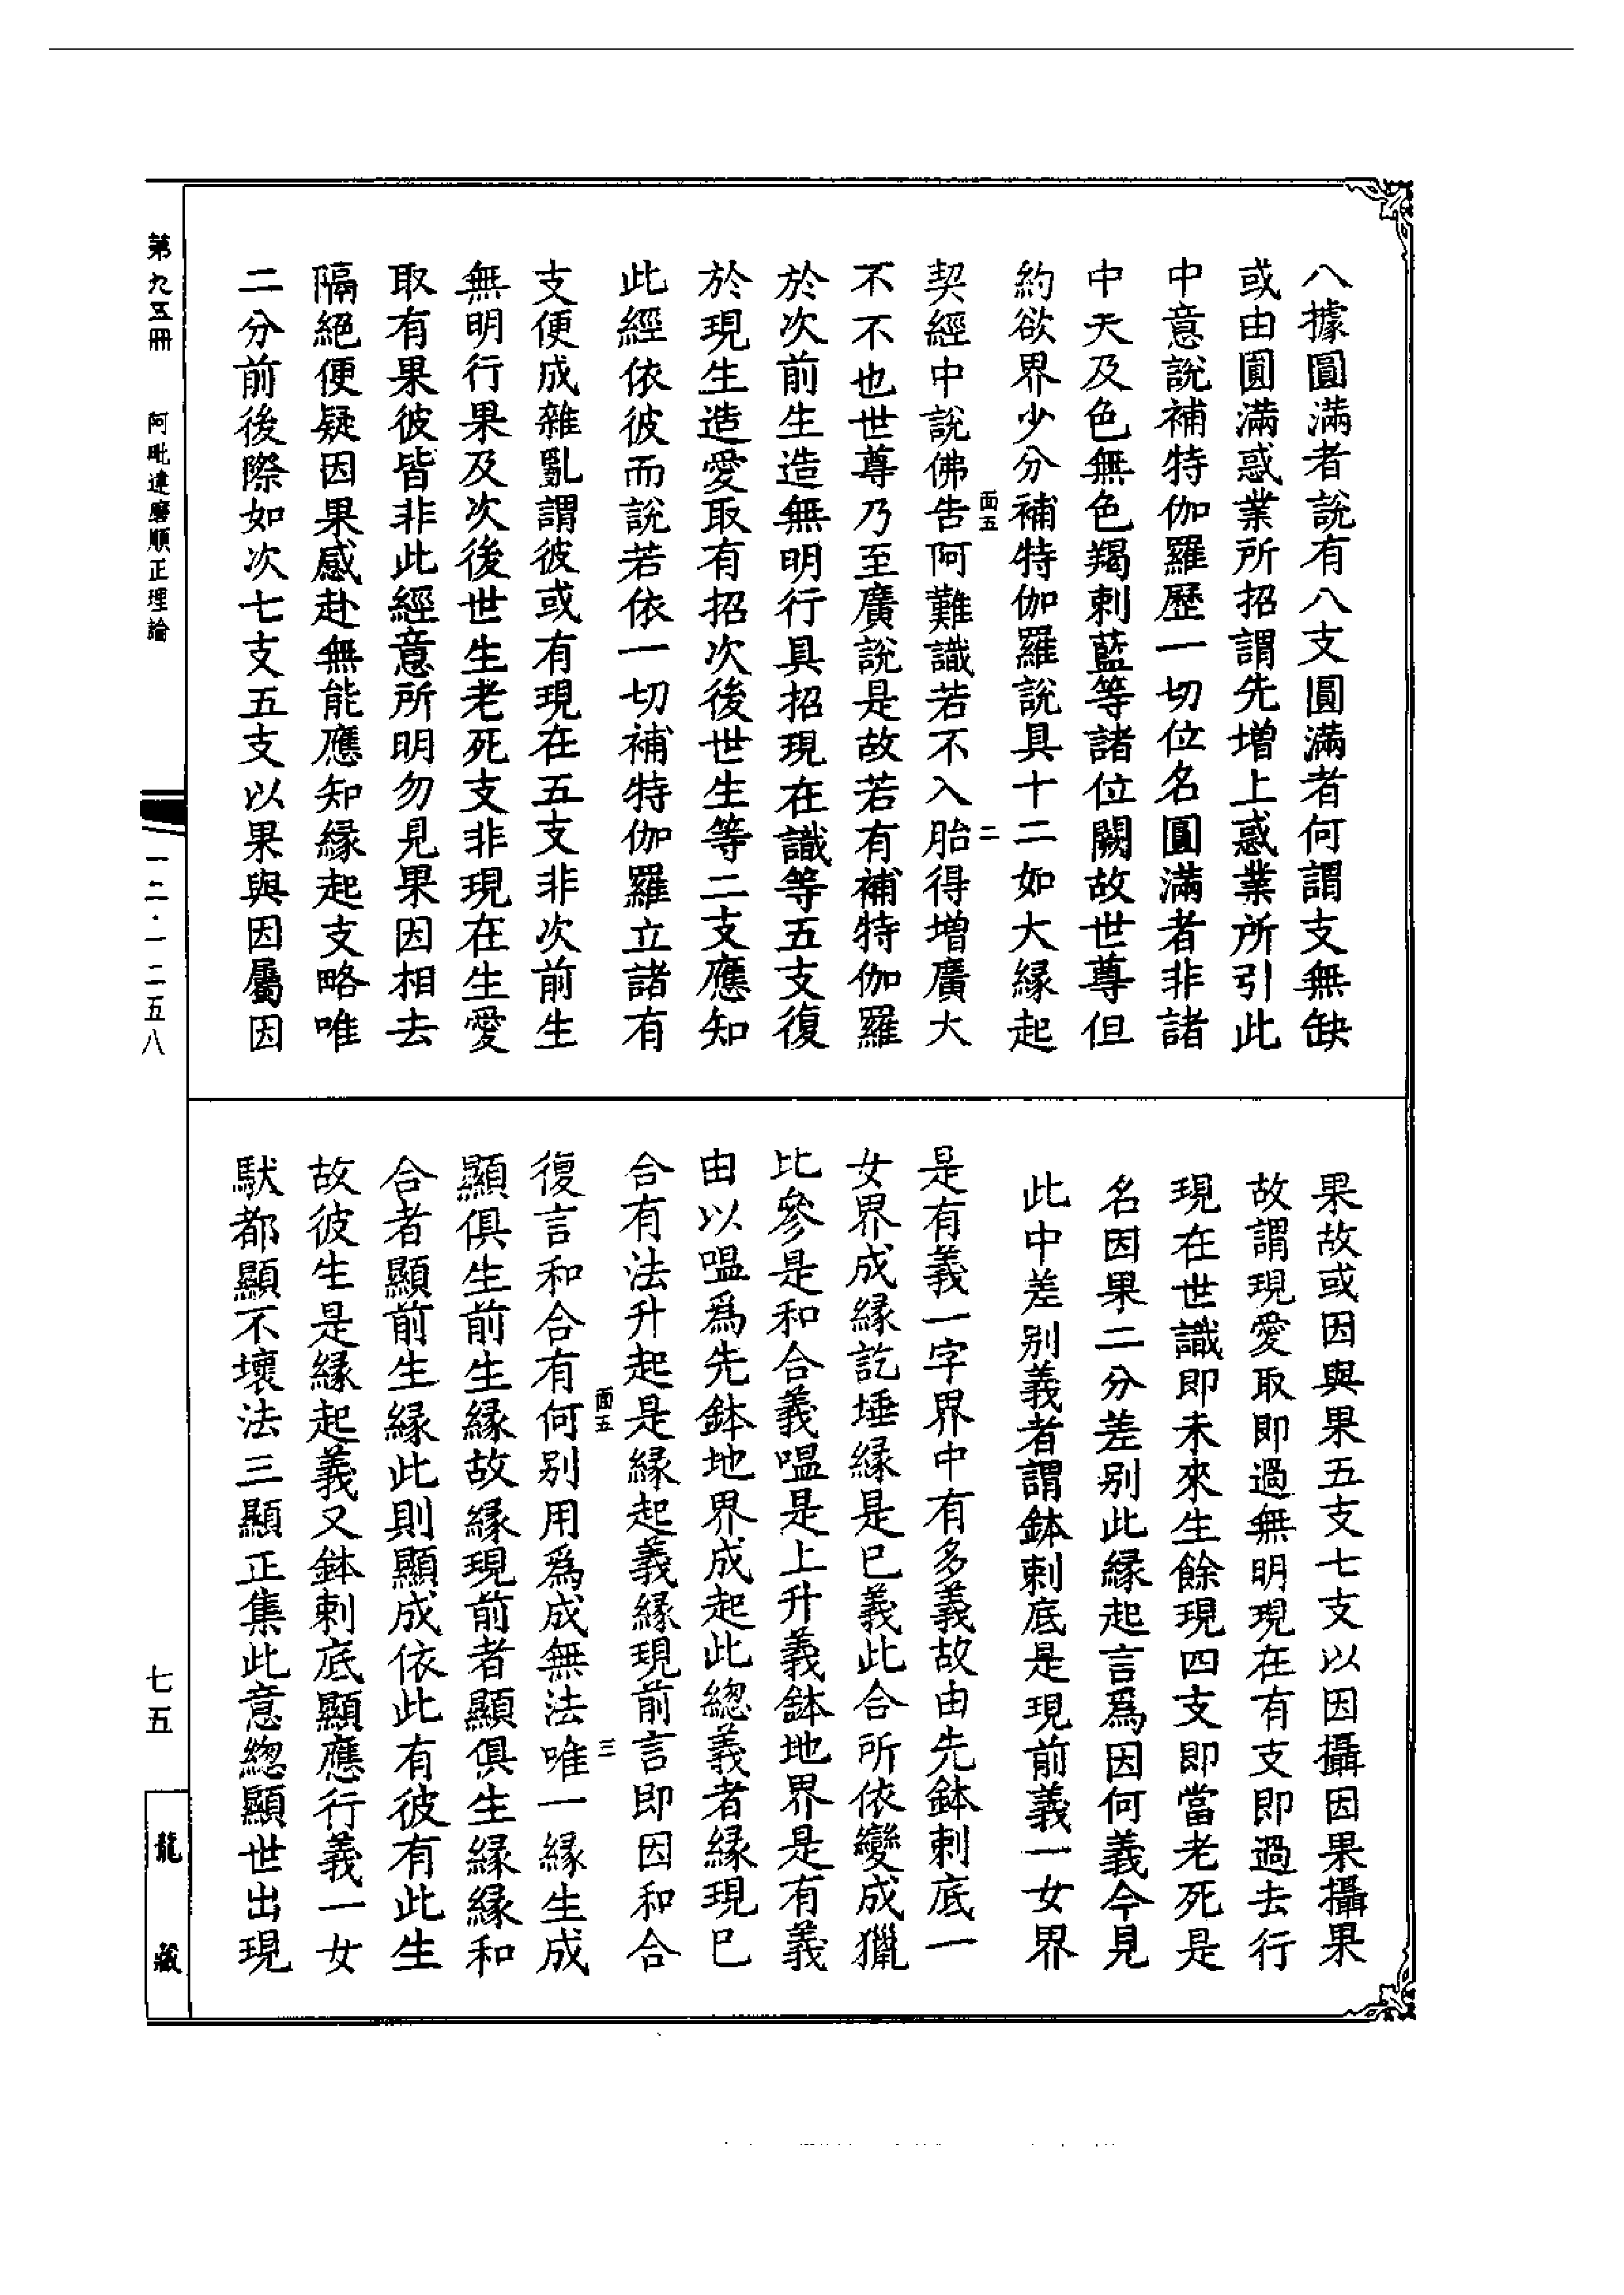 八據圓滿者說有八支圓滿者何謂支無缺
或由圓滿惑業所招謂先增上惑業所引此
中意說補特伽羅歷一切位名圓滿者非諸
中天及色無色羯剌藍等諸位闕故世尊但
約欲界少分補特伽羅說具十二如大緣起
面五 二
契經中說佛告阿難識若不入胎得增廣大
不不也世尊乃至廣說是故若有補特伽羅
於次前生造無明行具招現在識等五支復
於現生造愛取有招次後世生等二支應知
此經依彼而說若依一切補特伽羅立諸有
支便成雜亂謂彼或有現在五支非次前生
無明行果及次後世生老死支非現在生愛
取有果彼皆非此經意所明勿見果因相去
隔絕便疑因果感赴無能應知緣起支略唯
二分前後際如次七支五支以果與因屬因
果故或因與果五支七支以因攝因果攝果
故謂現愛取即過無明現在有支即過去行
現在世識即未來生餘現四支即當老死是
名因果二分差別此緣起言爲因何義今見
此中差別義者謂鉢剌底是現前義一女界
是有義一字界中有多義故由先鉢剌底一
女界成緣訖埵緣是已義此合所依變成獵
比參是和合義嗢是上升義鉢地界是有義
由以嗢爲先鉢地界成起此總義者緣現已
合有法升起是緣起義緣現前言即因和合
面五 三
復言和合有何別用爲成無法唯一緣生成
顯俱生前生緣故緣現前者顯俱生緣緣和
合者顯前生緣此則顯成依此有彼有此生
故彼生是緣起義又鉢剌底顯應行義一女
馱都顯不壞法三顯正集此意總顯世出現
第九五冊 阿毗達磨順正理論
一二·一二五八
七五
龍藏